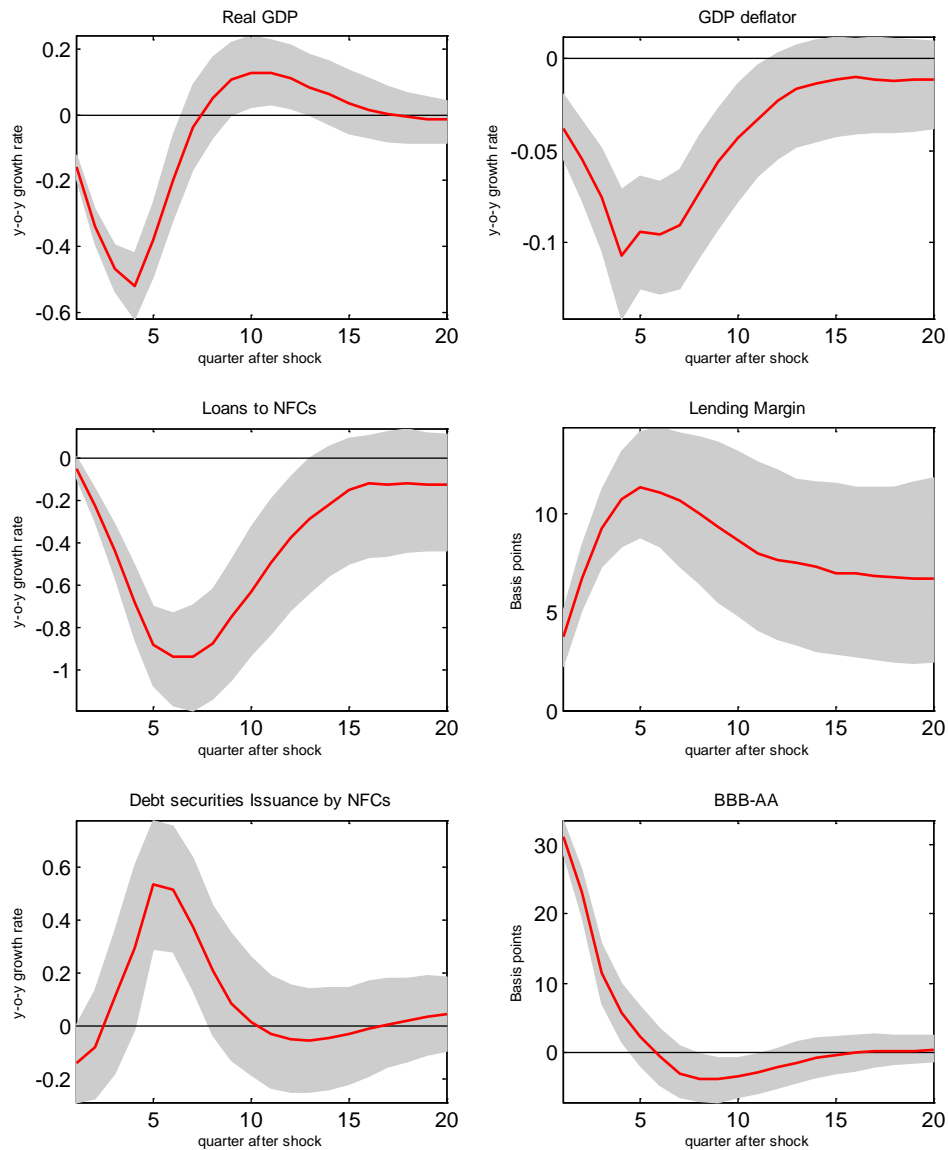 Real GDP
y-o-y growth rate
0.2
0
-0.2
-0.4
-0.6
5
10
15
20
quarter after shock
GDP deflator
y-o-y growth rate
0
-0.05
-0.1
5
10
15
20
quarter after shock
Loans to NFCs
y-o-y growth rate
0
-0.2
-0.4
-0.6
-0.8
-1
5
10
15
20
quarter after shock
Lending Margin
Basis points
10
5
0
5
10
15
20
quarter after shock
Debt securities Issuance by NFCs
y-o-y growth rate
0.6
0.4
0.2
0
-0.2
5
10
15
20
quarter after shock
BBB-AA
Basis points
30
20
10
0
5
10
15
20
quarter after shock